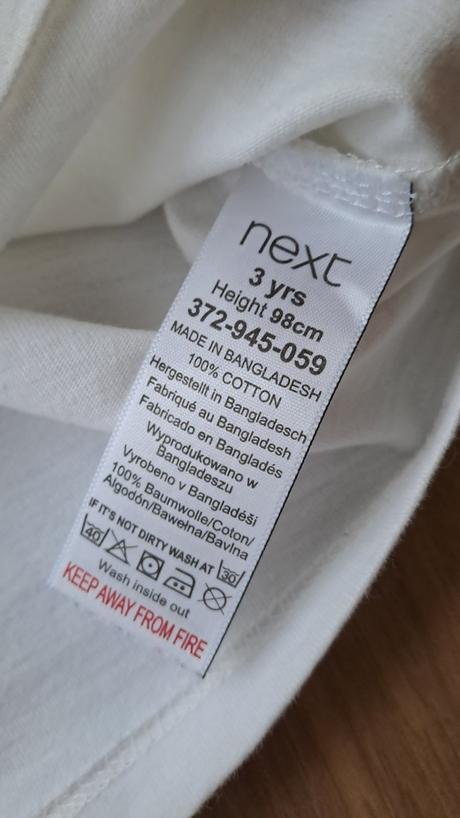 next
3 yrs
Height 98cm
372-945-059
MADE IN BANGLADESH
100% COTTON
Hergestellt in Bangladesch
Fabriqué au Bangladesh
Fabricado en Bangladés
Wyprodukowano w
Bangladeszu
Vyrobeno v Bangladéši
100% Baumwolle/Coton/
Algodón/Bawełna/Bavlna
IF IT'S NOT DIRTY WASH AT 30
40
Wash inside out
KEEP AWAY FROM FIRE